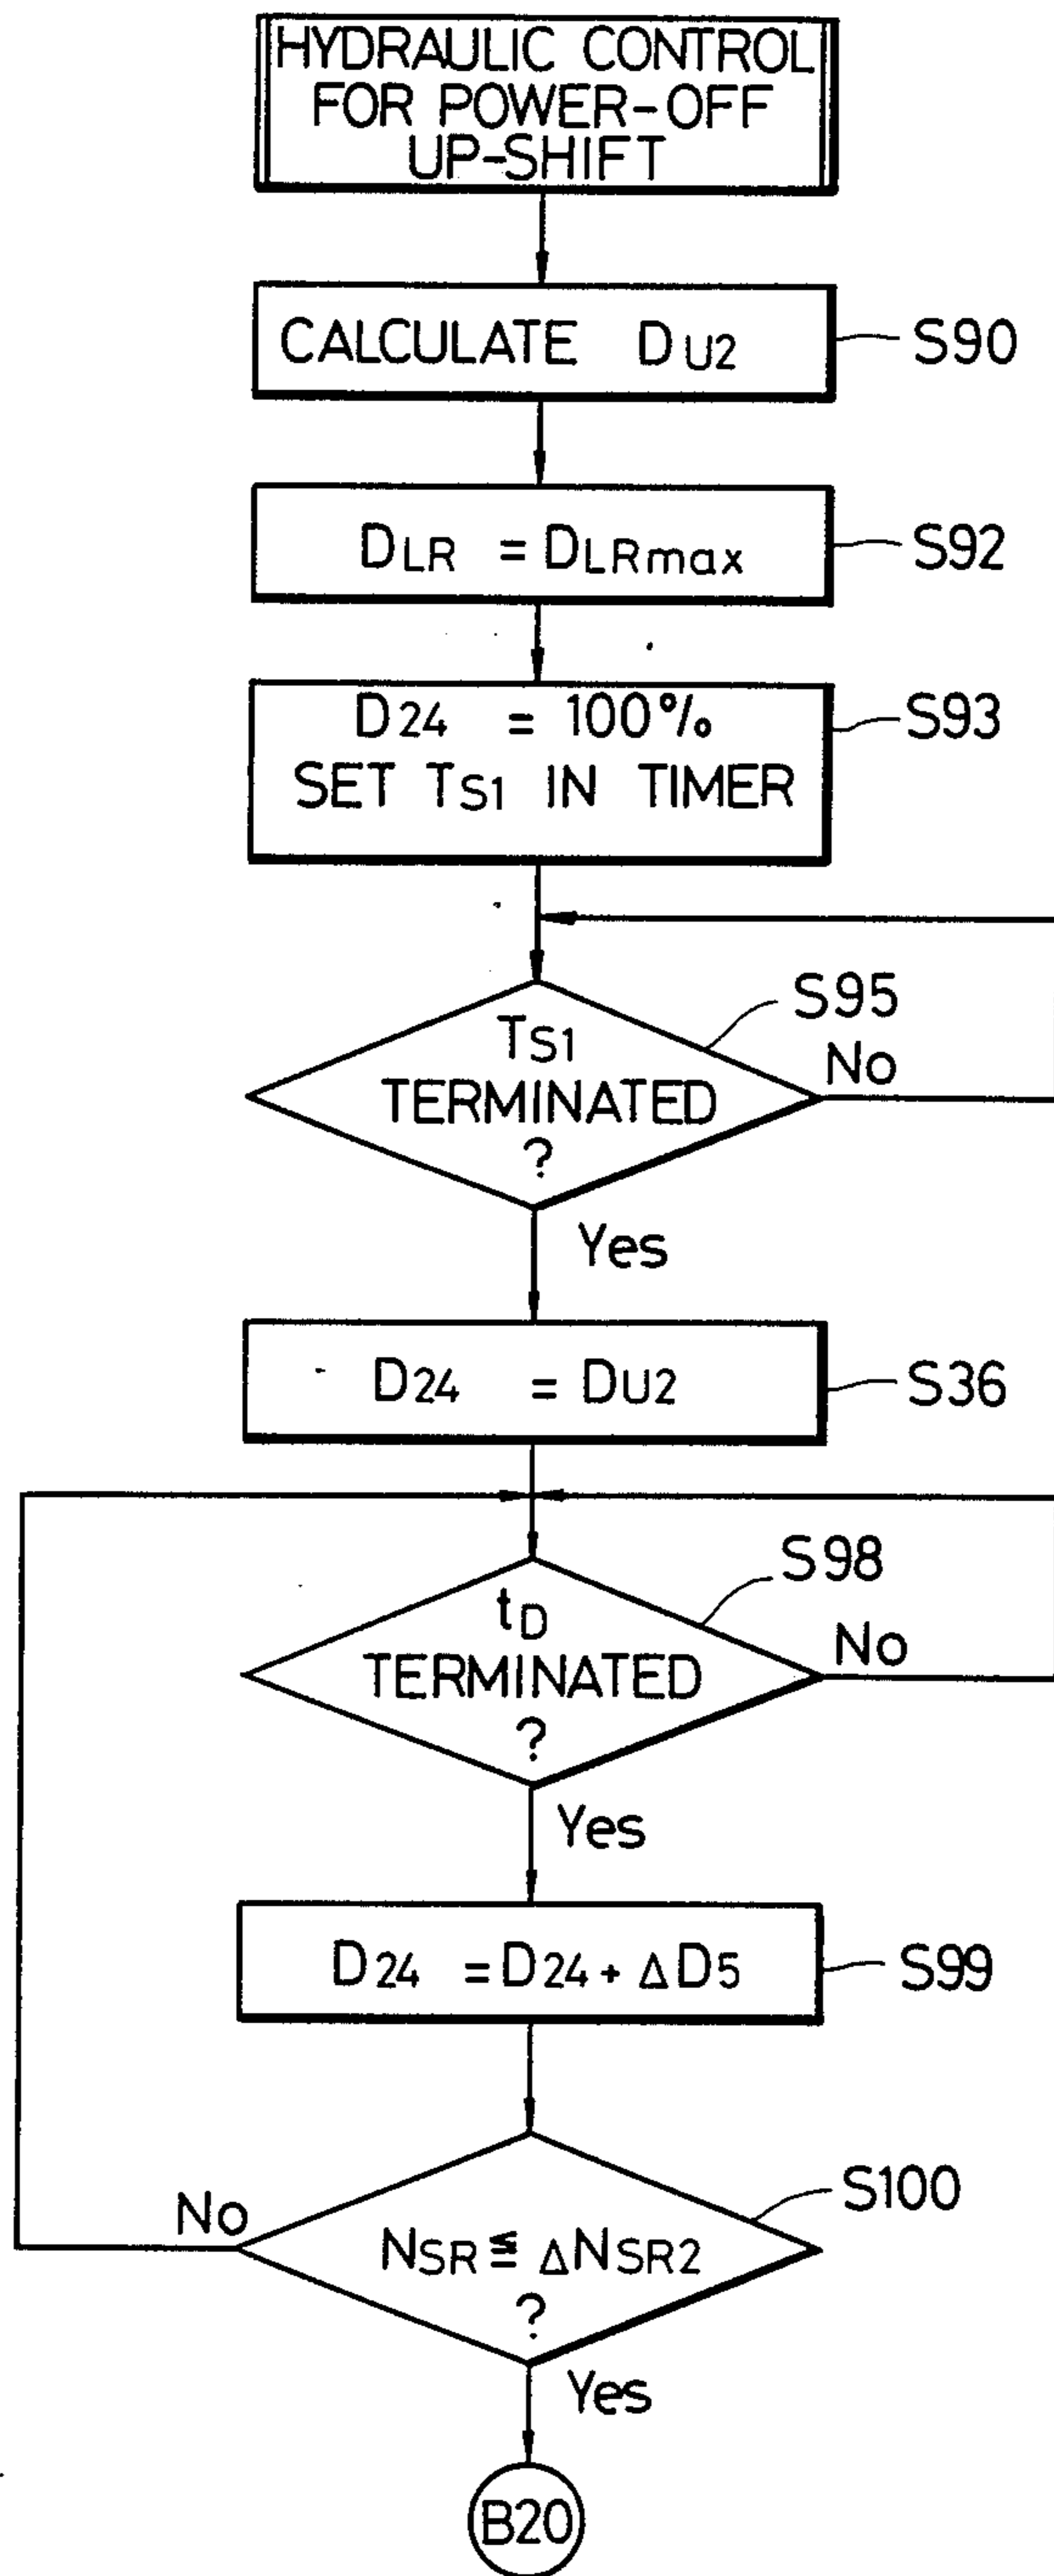 HYDRAULIC CONTROL
FOR POWER-OFF
UP-SHIFT
CALCULATE DU2
S90
DLR = DLRmax
S92
D24 = 100%
SET TS1 IN TIMER
S93
S95
TS1
TERMINATED
?
No
Yes
D24 = DU2
S36
S98
tD
TERMINATED
?
No
Yes
D24 = D24 + ΔD5
S99
S100
No
NSR ≦ ΔNSR2
?
Yes
B20